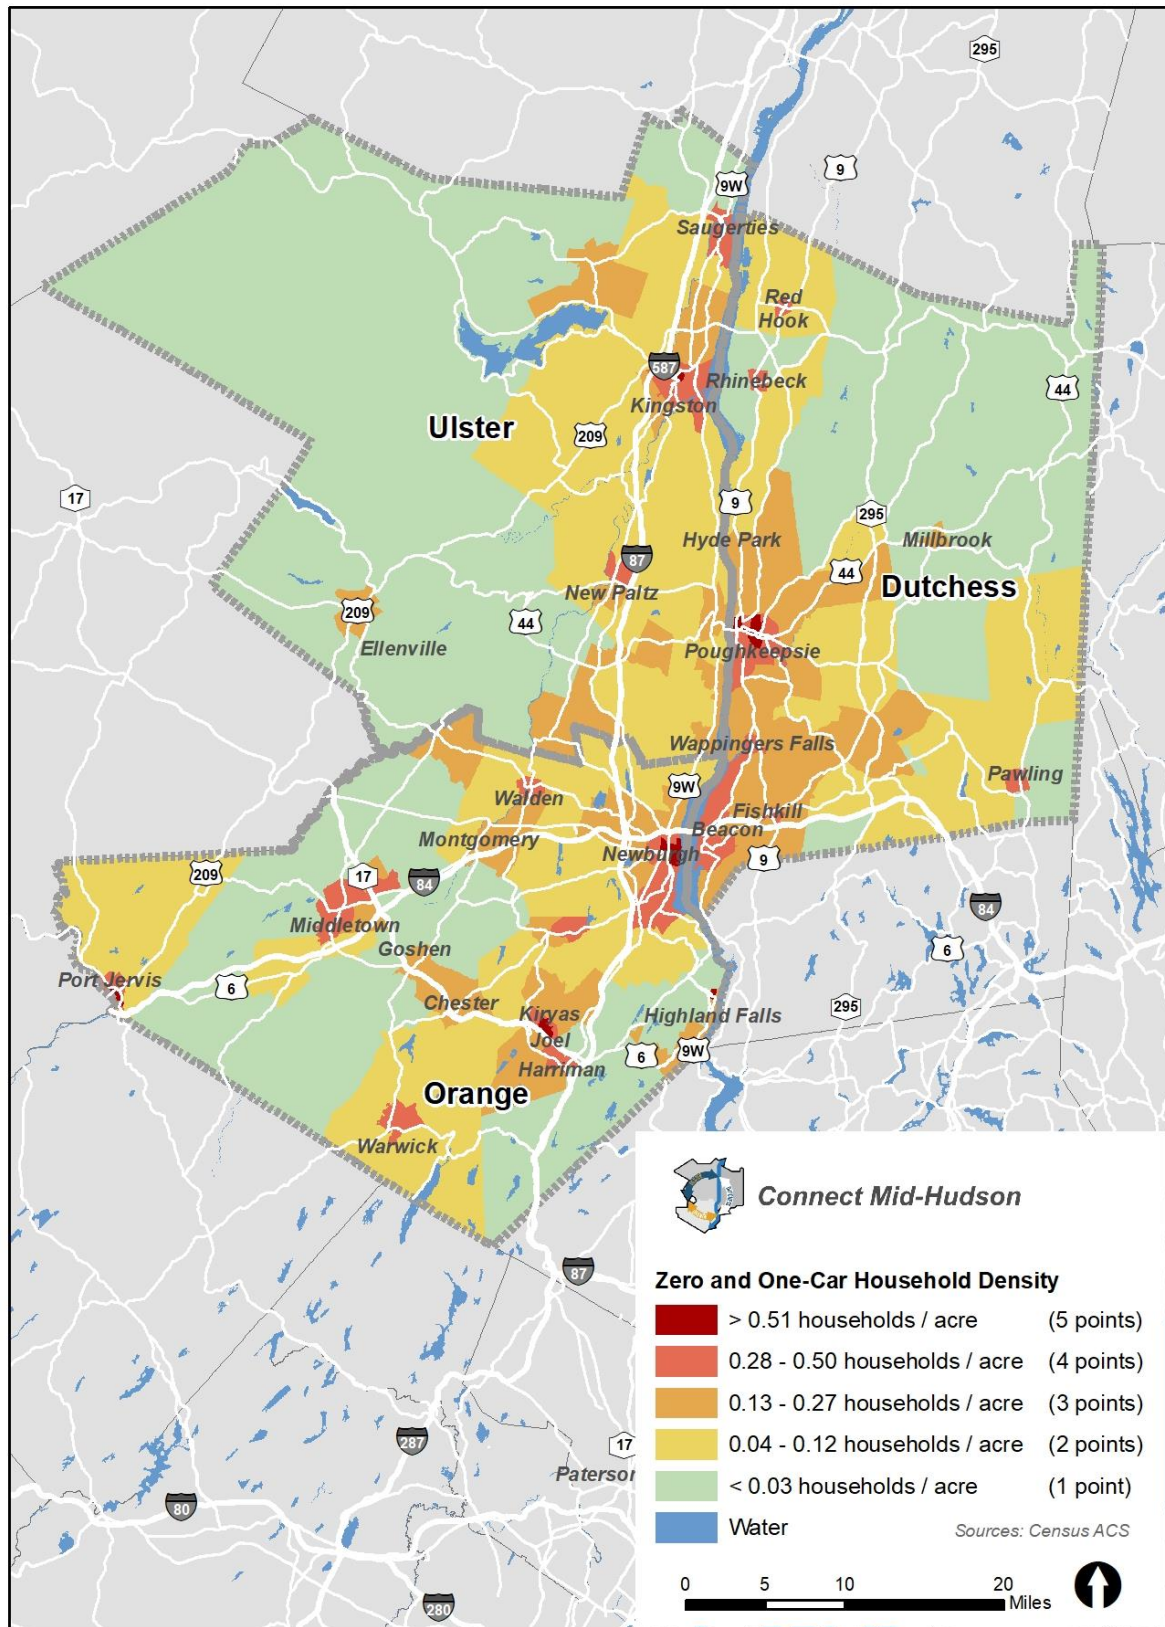 295
9
9W
Saugerties
Red
Hook
587
Rhinebeck
44
Kingston
Ulster
209
17
9
295
Hyde Park
Millbrook
87
44
Dutchess
New Paltz
209
44
Ellenville
Poughkeepsie
Wappingers Falls
Pawling
9W
Walden
Fishkill
Beacon
Montgomery
Newburgh
9
209
17
84
84
Middletown
Goshen
6
Port Jervis
6
Chester
Kiryas
Joel
Highland Falls
295
6
9W
Harriman
Orange
Warwick
Connect Mid-Hudson
87
Zero and One-Car Household Density
> 0.51 households / acre (5 points)
0.28 - 0.50 households / acre (4 points)
0.13 - 0.27 households / acre (3 points)
0.04 - 0.12 households / acre (2 points)
< 0.03 households / acre (1 point)
Water
Sources: Census ACS
287
17
Paterson
80
280
0 5 10 20
Miles